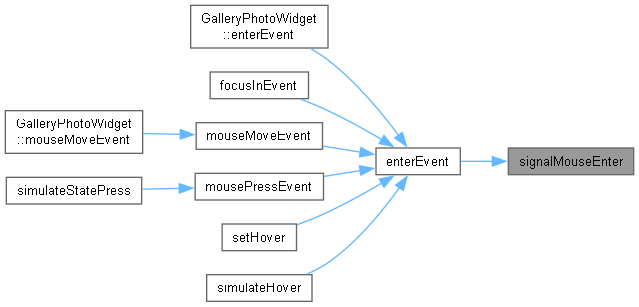 GalleryPhotoWidget
::enterEvent
focusInEvent
GalleryPhotoWidget
::mouseMoveEvent
mouseMoveEvent
enterEvent
signalMouseEnter
simulateStatePress
mousePressEvent
setHover
simulateHover